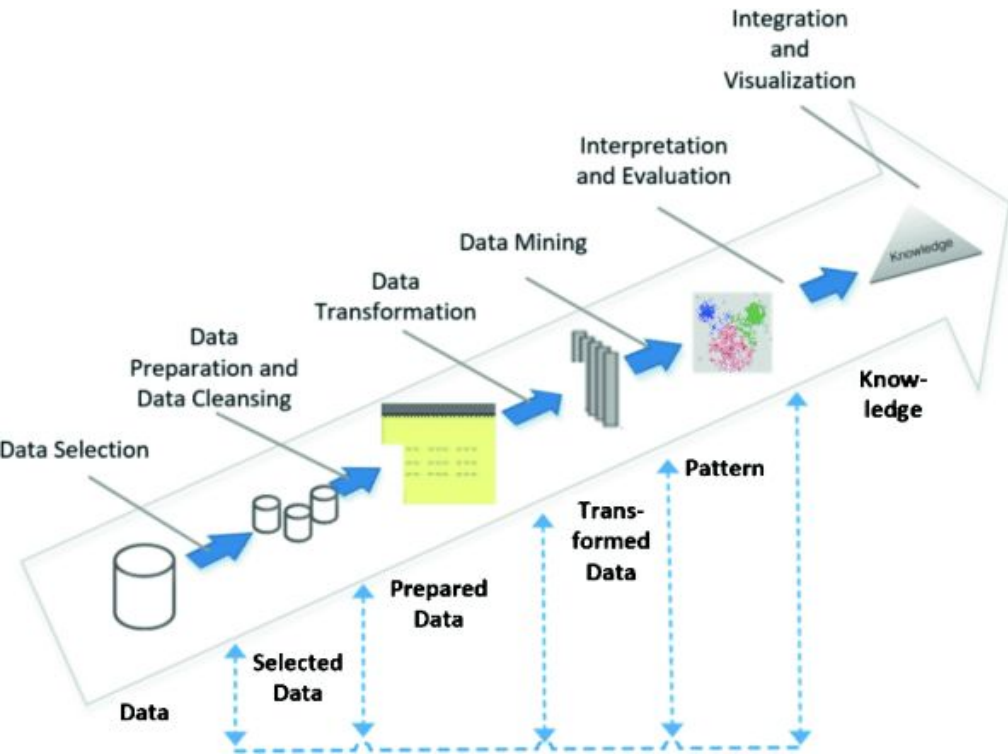 Integration
and
Visualization
Interpretation
and Evaluation
Data Mining
Data
Transformation
Data
Preparation and
Data Cleansing
Data Selection
Knowledge
Know-
ledge
Pattern
Trans-
formed
Data
Prepared
Data
Selected
Data
Data